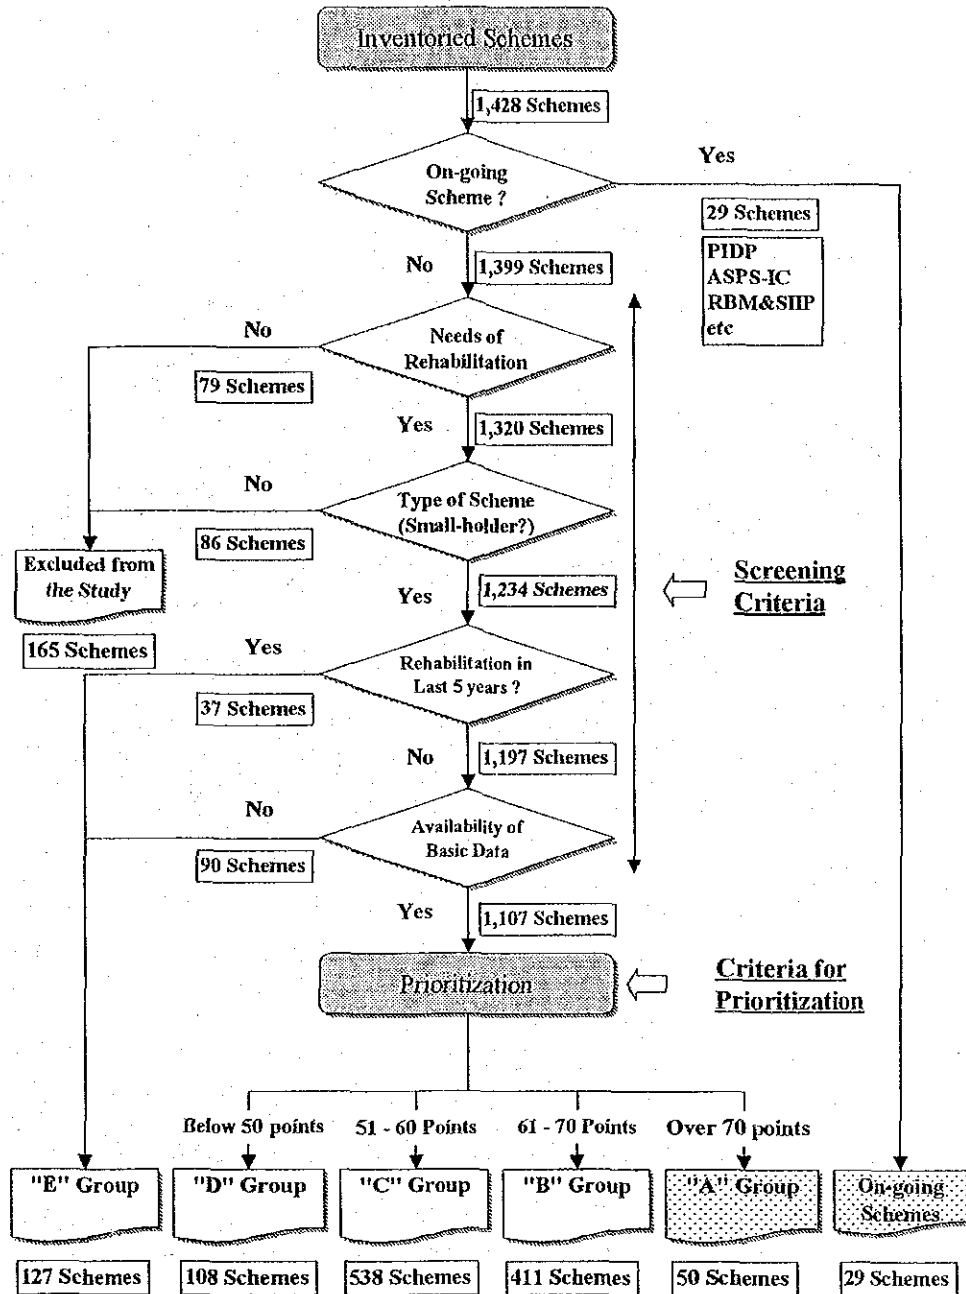 Inventoried Schemes
1,428 Schemes
On-going
Scheme ?
Yes
29 Schemes
PIDP
ASPS-IC
RBM&SIIP
etc
No
1,399 Schemes
Needs of
Rehabilitation
No
79 Schemes
Yes
1,320 Schemes
Type of Scheme
(Small-holder?)
No
86 Schemes
Excluded from
the Study
165 Schemes
Yes
1,234 Schemes
Screening
Criteria
Rehabilitation in
Last 5 years ?
Yes
37 Schemes
No
1,197 Schemes
Availability of
Basic Data
No
90 Schemes
Yes
1,107 Schemes
Prioritization
Criteria for
Prioritization
Below 50 points
51 - 60 Points
61 - 70 Points
Over 70 points
"E" Group
"D" Group
"C" Group
"B" Group
"A" Group
On-going
Schemes
127 Schemes
108 Schemes
538 Schemes
411 Schemes
50 Schemes
29 Schemes